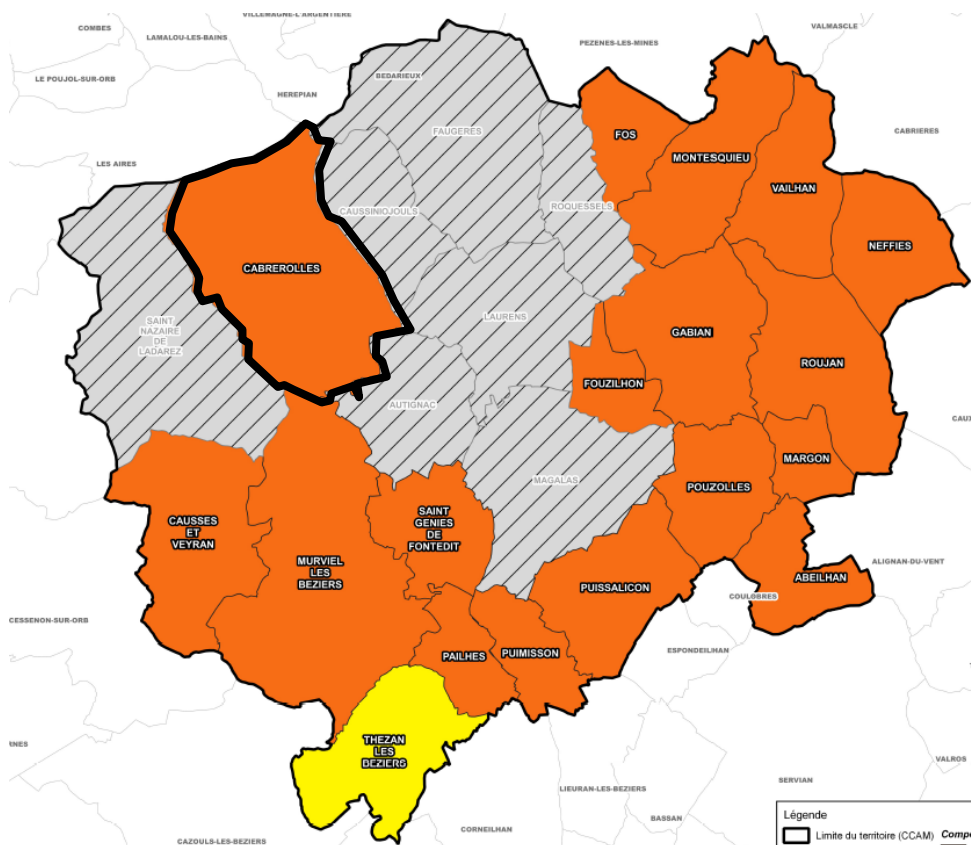 VILLEMAGNE-L'ARGENTIERE
COMBES
VALMASCLE
LAMALOU-LES-BAINS
PEZENES-LES-MINES
LE POUJOL-SUR-ORB
BEDARIEUX
HEREPIAN
FAUGERES
FOS
CABRIERES
MONTESQUIEU
LES AIRES
VAILHAN
CAUSSINIOJOULS
ROQUESSELS
NEFFIES
CABREROLLES
SAINT
NAZAIRE
DE
LADAREZ
LAURENS
GABIAN
ROUJAN
FOUZILHON
AUTIGNAC
CAUX
MARGON
MAGALAS
POUZOLLES
CAUSSES
ET
VEYRAN
SAINT
GENIES
DE
FONTEDIT
MURVIEL
LES
BEZIERS
ALIGNAN-DU-VENT
ABEILHAN
PUISSALICON
COULOBRES
CESSENON-SUR-ORB
ESPONDEILHAN
PAILHES
PUIMISSON
THEZAN
LES
BEZIERS
VALROS
SERVIAN
LIEURAN-LES-BEZIERS
BASSAN
CORNEILHAN
CAZOULS-LES-BEZIERS
Légende
Limite du territoire (CCAM)